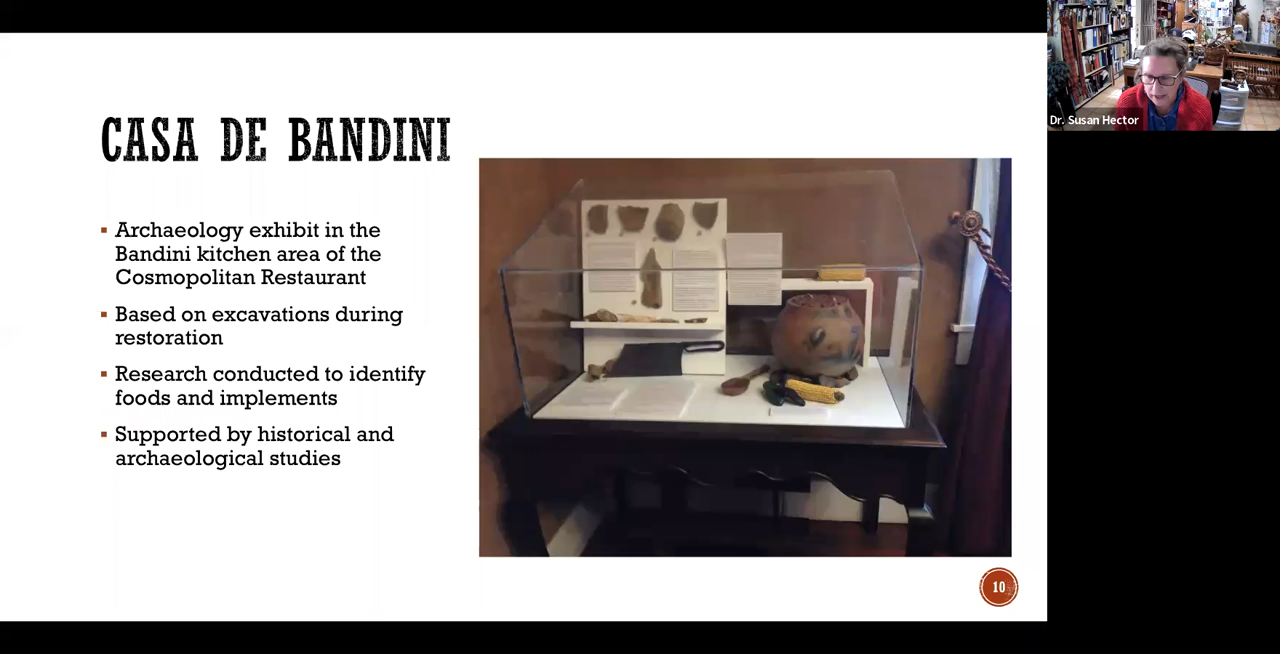 Dr. Susan Hector
CASA DE BANDINI
▪ Archaeology exhibit in the
Bandini kitchen area of the
Cosmopolitan Restaurant
▪ Based on excavations during
restoration
▪ Research conducted to identify
foods and implements
▪ Supported by historical and
archaeological studies
10